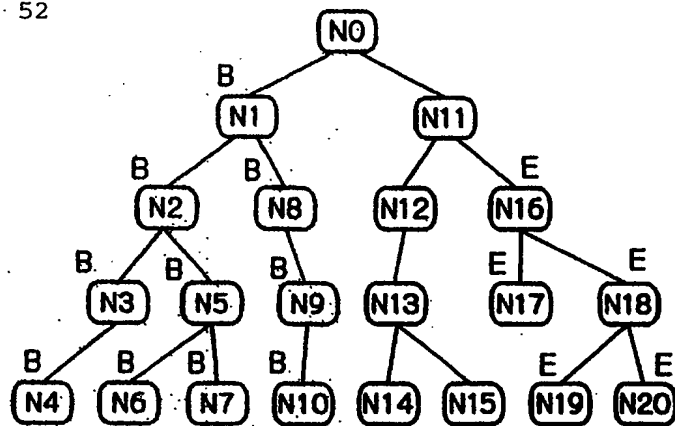 52
N0
B
N1 N11
B B E
N2 N8 N12 N16
B B B E E
N3 N5 N9 N13 N17 N18
B B B B E E
N4 N6 N7 N10 N14 N15 N19 N20